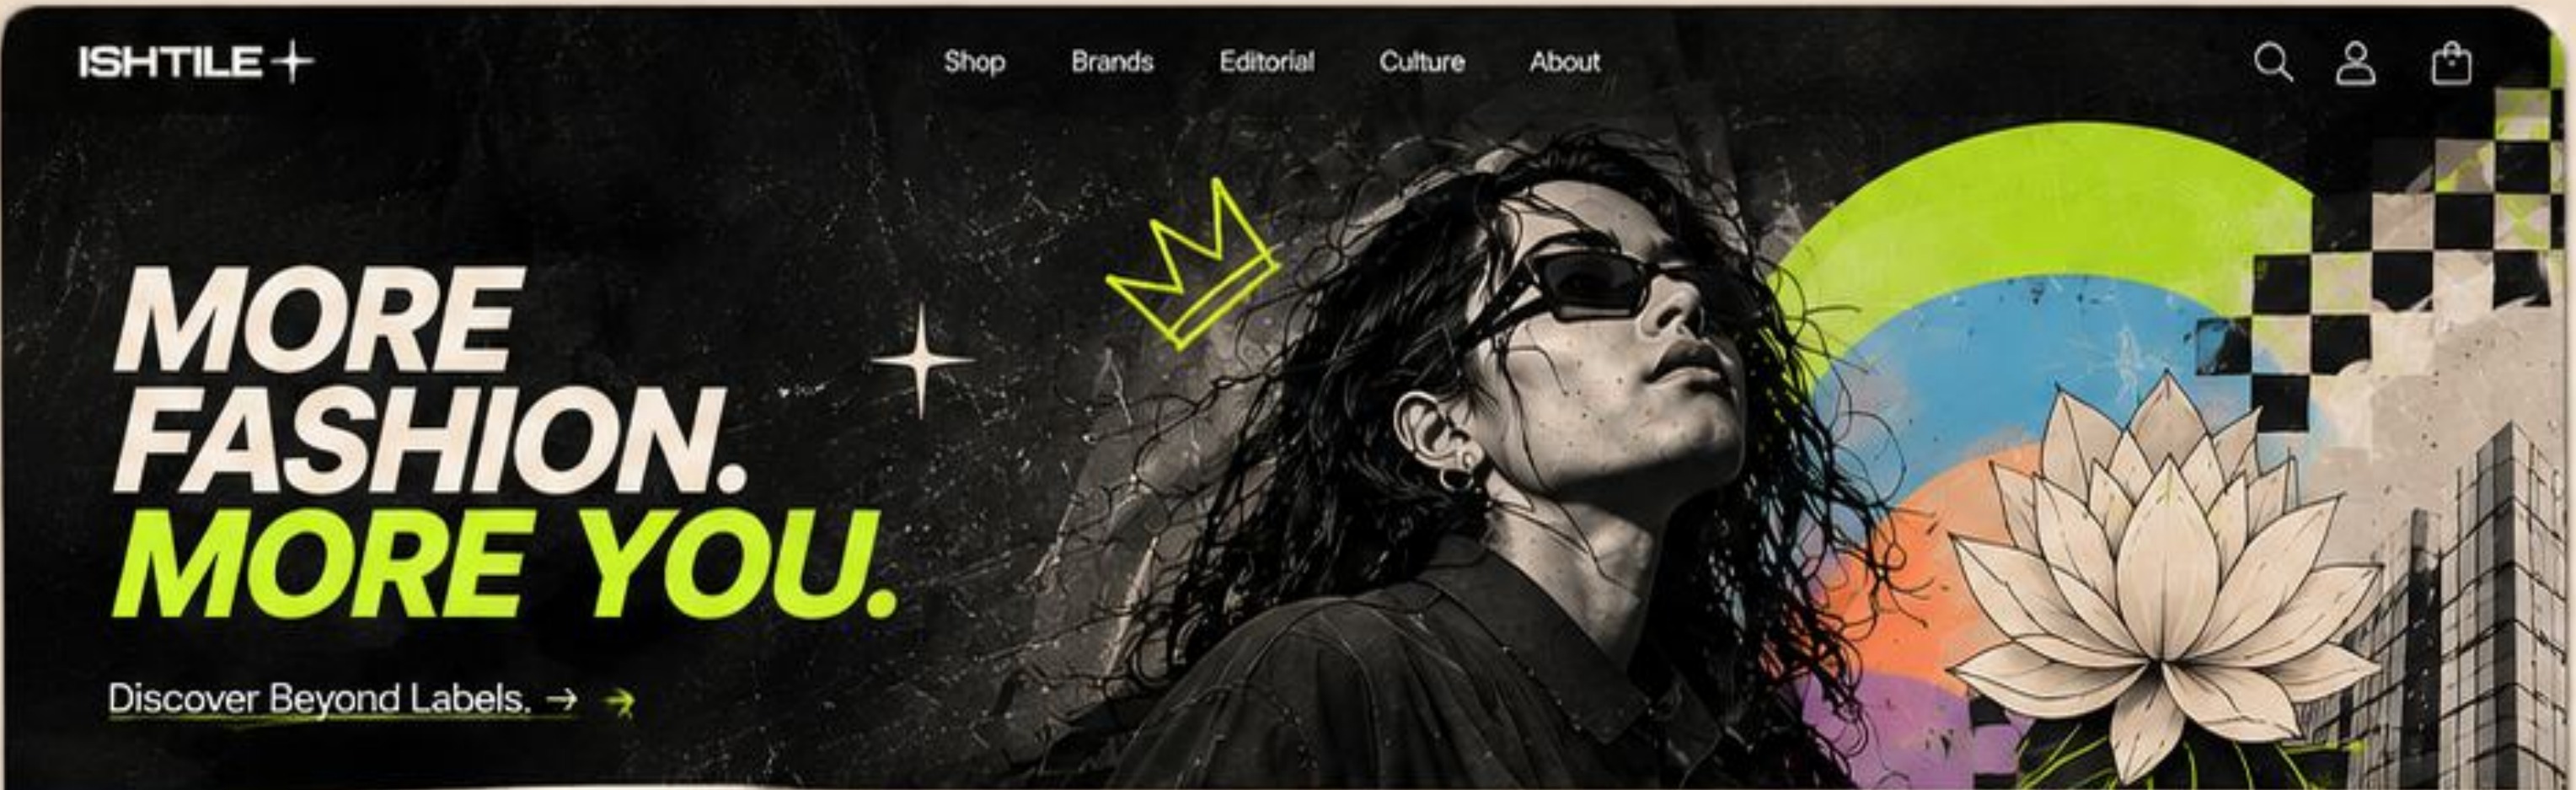 ISHTILE
Shop Brands Editorial Culture About
MORE
FASHION.
MORE YOU.
Discover Beyond Labels. →